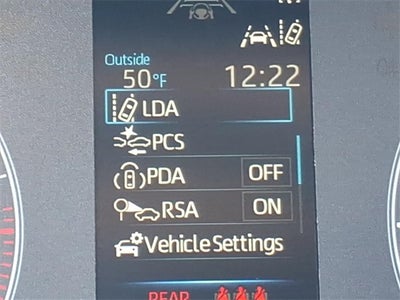 Outside
50°F 12:22
LDA
PCS
PDA OFF
RSA ON
Vehicle Settings
REAR